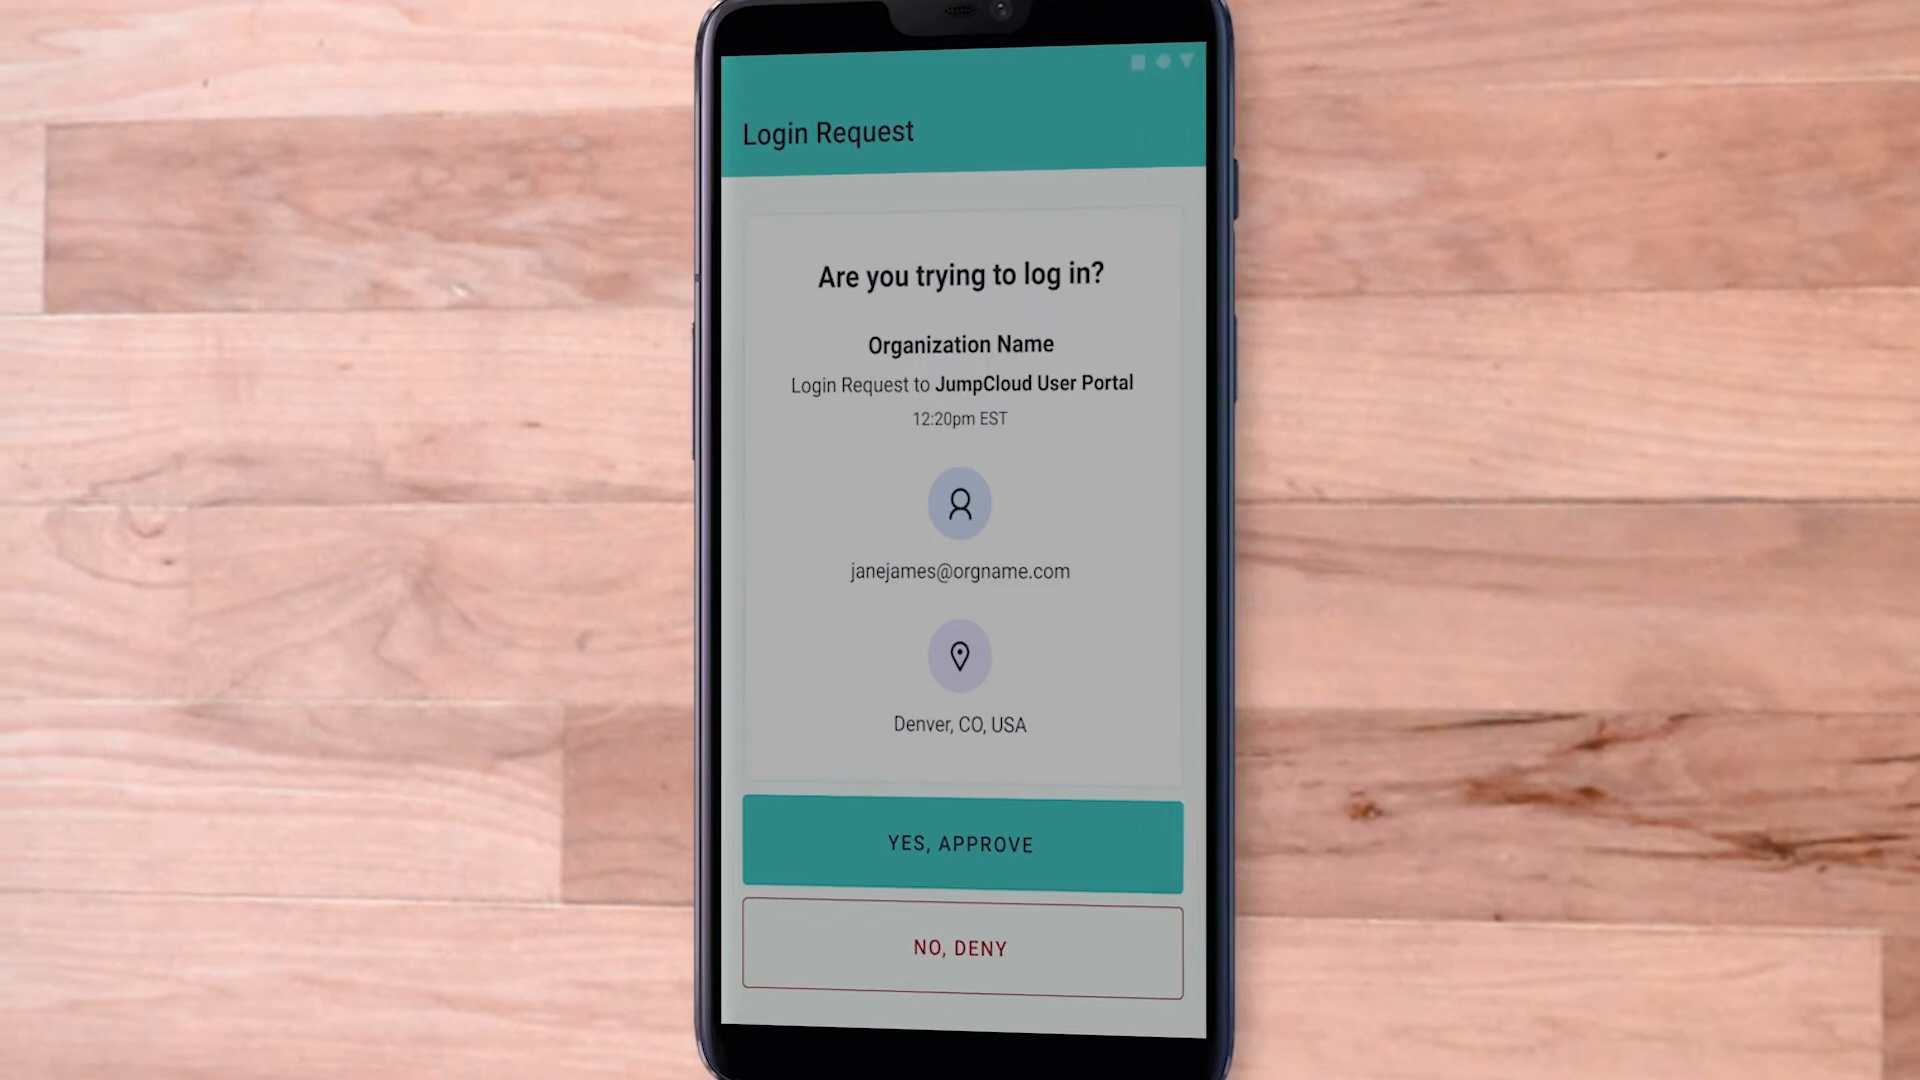 Login Request
Are you trying to log in?
Organization Name
Login Request to JumpCloud User Portal
12:20pm EST
janejames@orgname.com
Denver, CO, USA
YES, APPROVE
NO, DENY